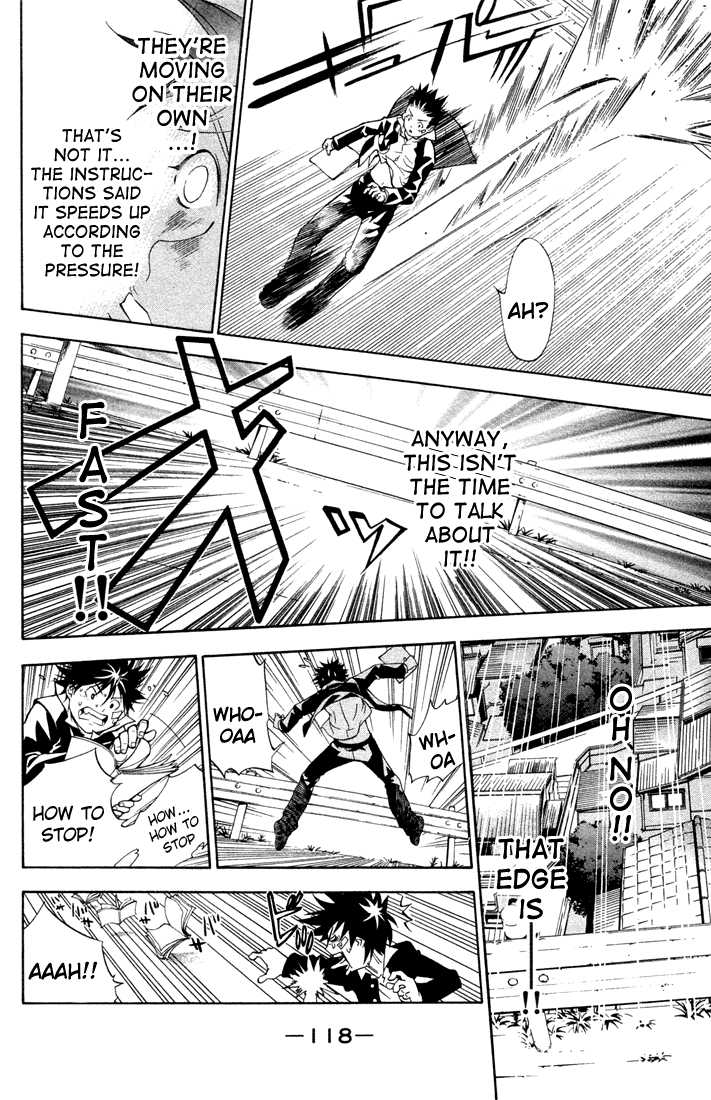 AH?
THEY'RE
MOVING
ON THEIR
OWN
...!
THAT'S
NOT IT...
THE INSTRUC-
TIONS SAID
IT SPEEDS UP
ACCORDING
TO THE
PRESSURE!
ANYWAY,
THIS ISN'T
THE TIME
TO TALK
ABOUT
IT!!
FAST!!
OH NO!!
THAT
EDGE
IS
!!
WH-
OA
WHO-
OAA
HOW...
HOW TO
STOP
HOW TO
STOP!
AAAH!!
—118—